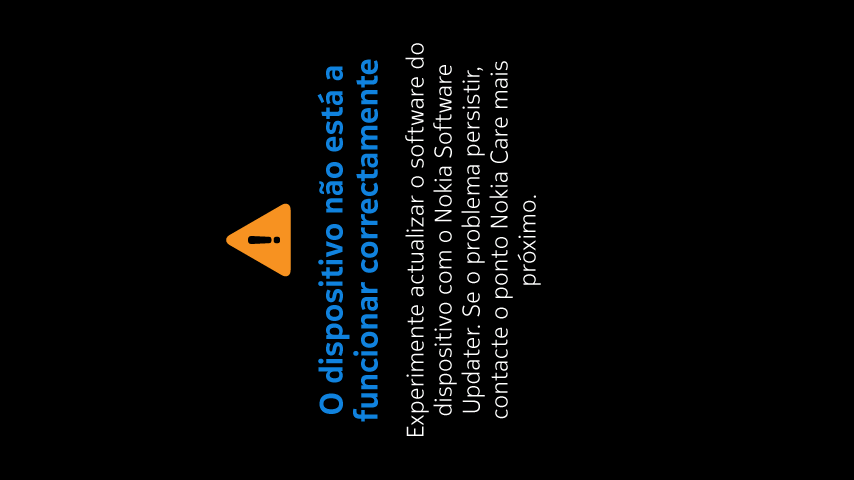 O dispositivo não está a
funcionar correctamente
Experimente actualizar o software do
dispositivo com o Nokia Software
Updater. Se o problema persistir,
contacte o ponto Nokia Care mais
próximo.